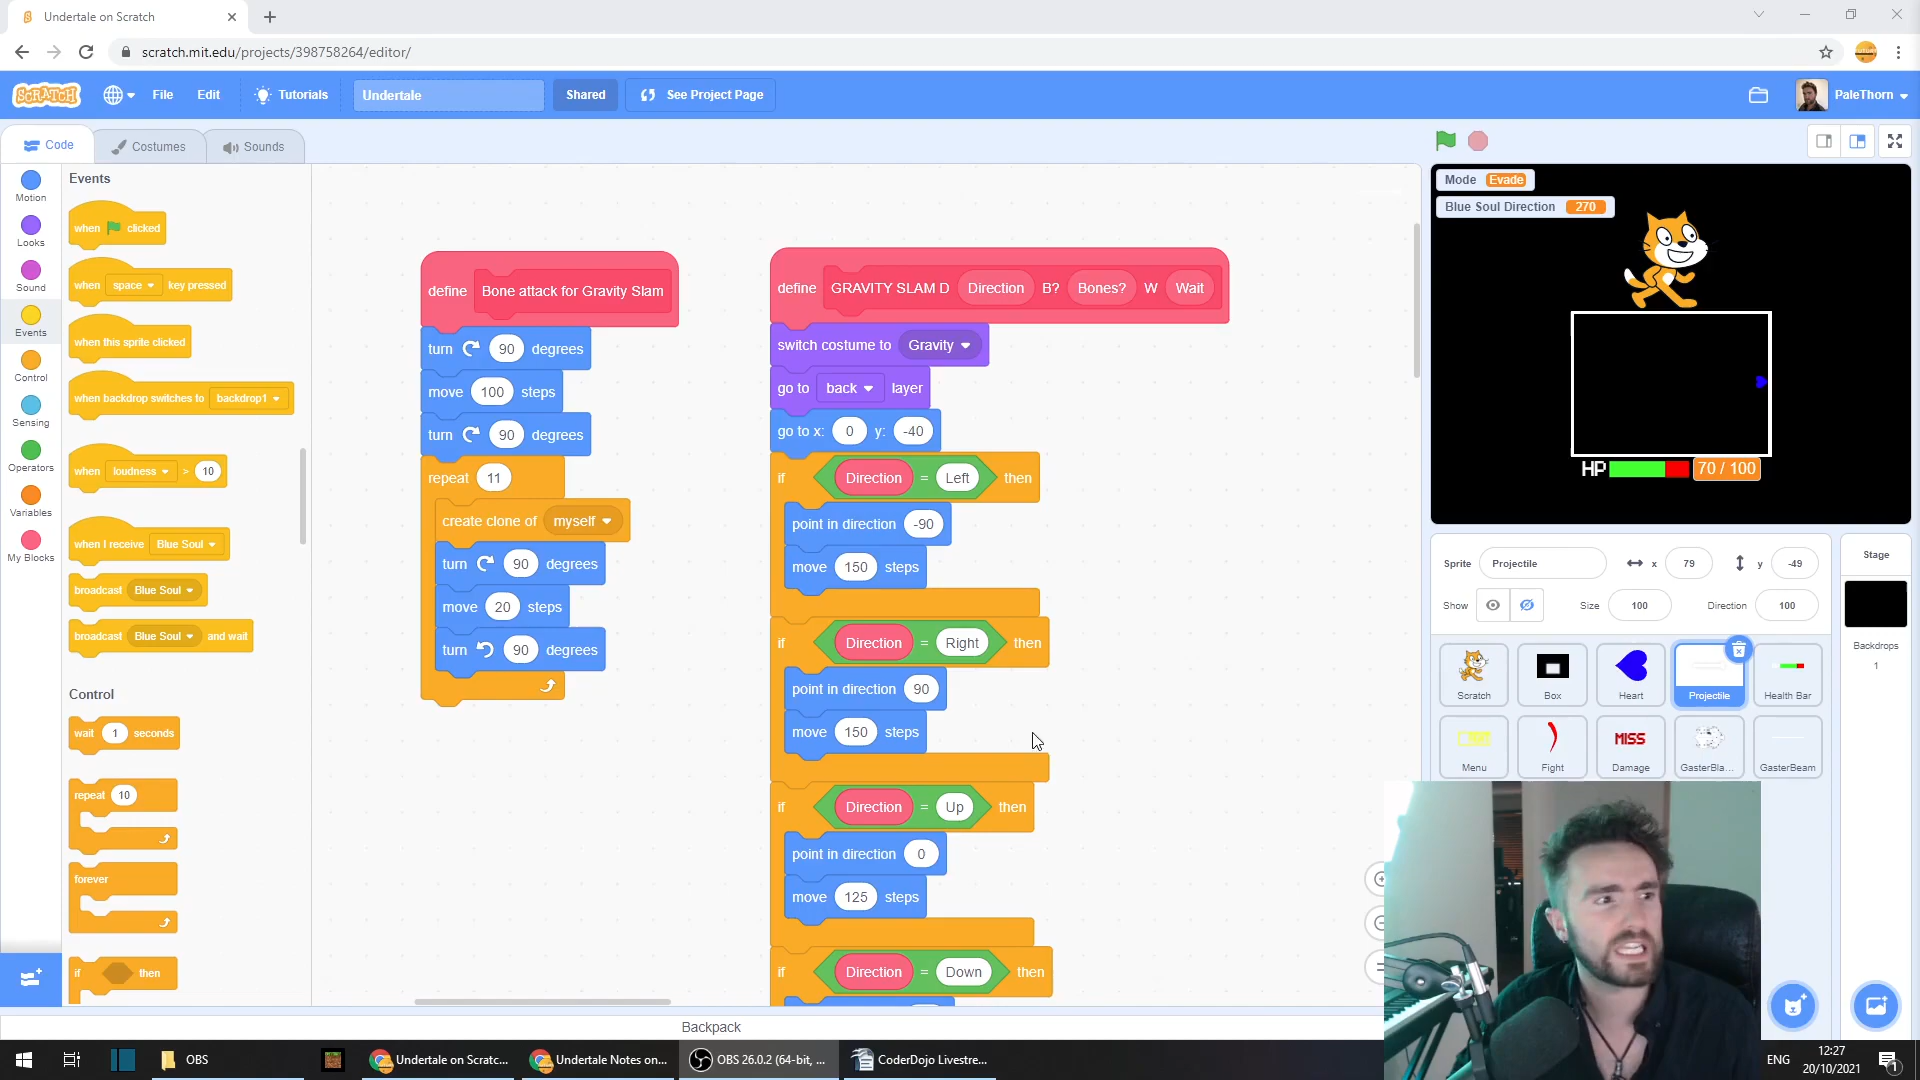 Undertale on Scratch
scratch.mit.edu/projects/398758264/editor/
SCRATCH
File
Edit
Tutorials
Undertale
Shared
See Project Page
PaleThorn
Code
Costumes
Sounds
Motion
Looks
Sound
Events
Control
Sensing
Operators
Variables
My Blocks
Events
when clicked
when space key pressed
when this sprite clicked
when backdrop switches to backdrop1
when loudness > 10
when I receive Blue Soul
broadcast Blue Soul
broadcast Blue Soul and wait
Control
wait 1 seconds
repeat 10
forever
if then
define Bone attack for Gravity Slam
turn 90 degrees
move 100 steps
turn 90 degrees
repeat 11
create clone of myself
turn 90 degrees
move 20 steps
turn 90 degrees
define GRAVITY SLAM D Direction B? Bones? W Wait
switch costume to Gravity
go to back layer
go to x: 0 y: -40
if Direction = Left then
point in direction -90
move 150 steps
if Direction = Right then
point in direction 90
move 150 steps
if Direction = Up then
point in direction 0
move 125 steps
if Direction = Down then
Mode Evade
Blue Soul Direction 270
HP 70 / 100
Sprite Projectile x 79 y -49
Show Size 100 Direction 100
Scratch
Box
Heart
Projectile
Health Bar
Menu
Fight
MISS
Damage
GasterBla...
GasterBeam
Stage
Backdrops
1
Backpack
OBS
Undertale on Scratc...
Undertale Notes on...
OBS 26.0.2 (64-bit, ...
CoderDojo Livestre...
ENG
12:27
20/10/2021
1